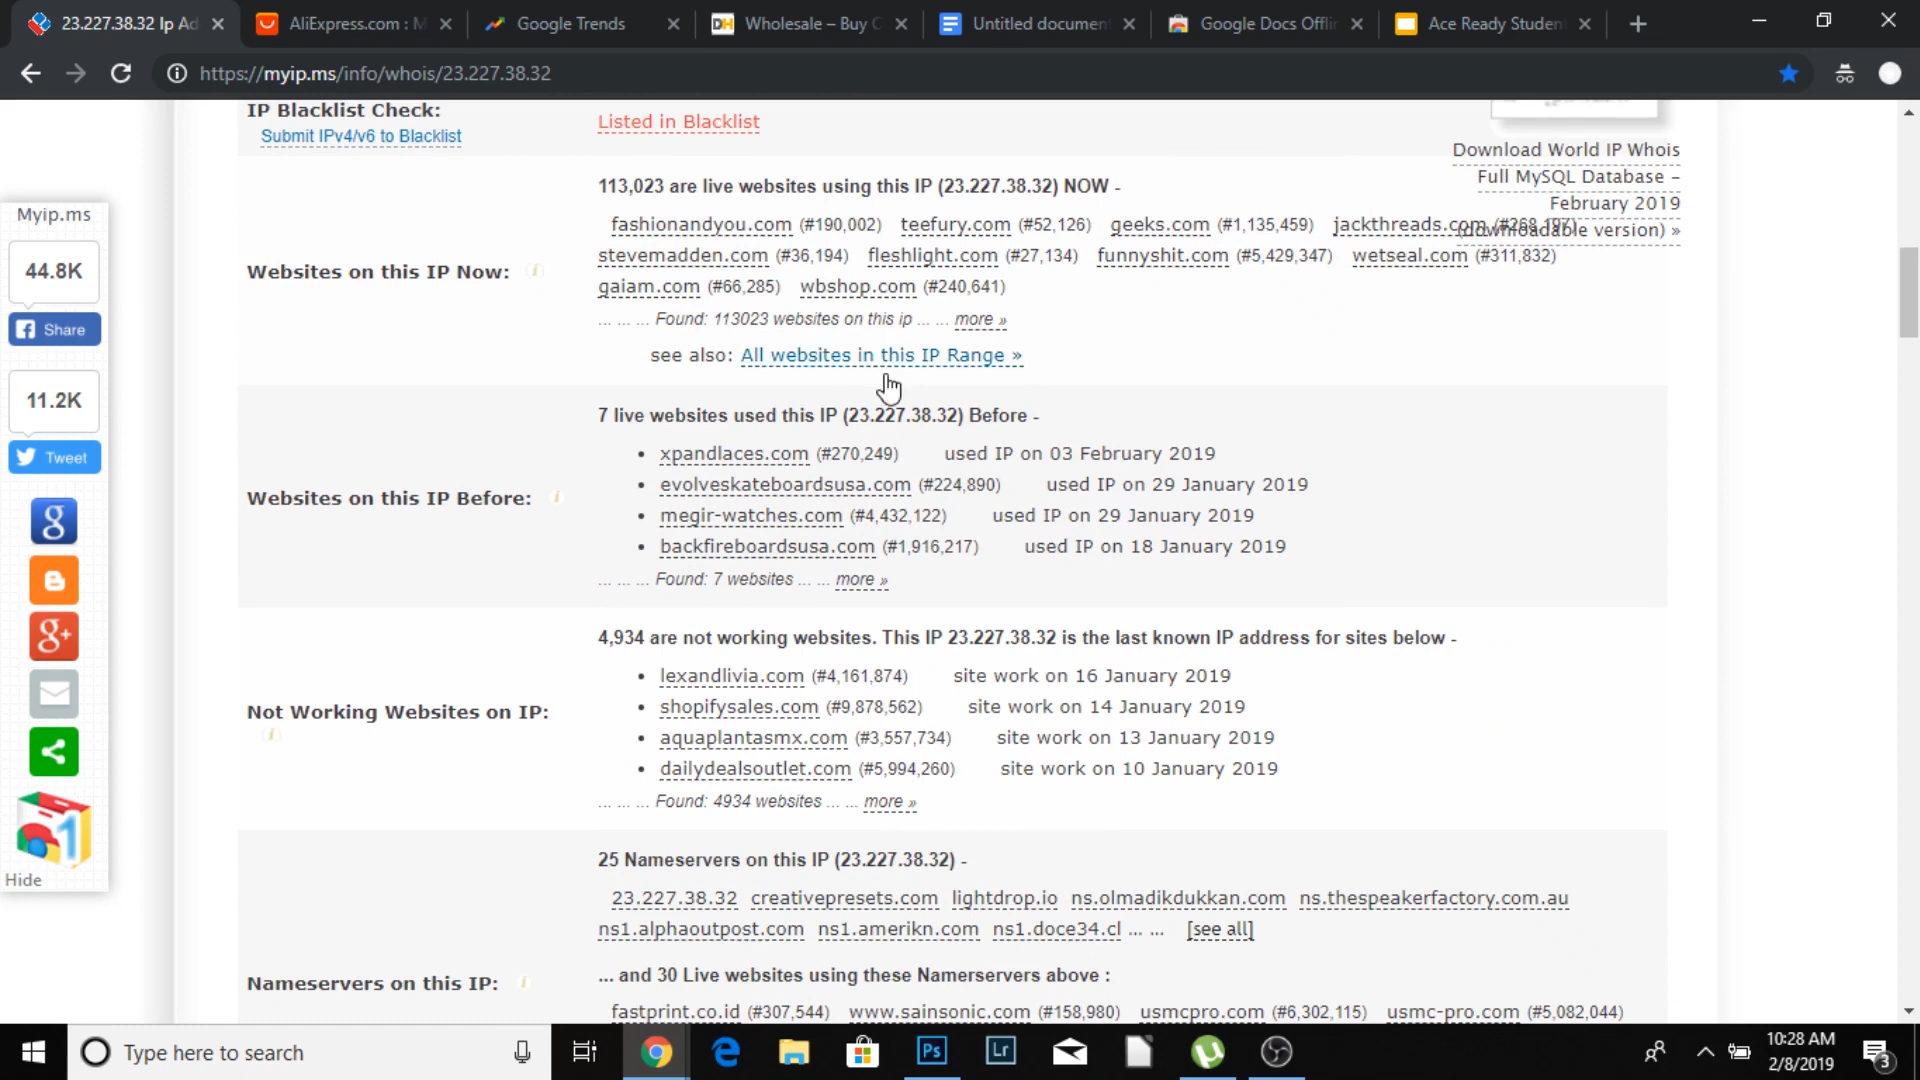 23.227.38.32 Ip Ad
AliExpress.com : M
Google Trends
DH Wholesale – Buy C
Untitled document
Google Docs Offli
Ace Ready Studen
https://myip.ms/info/whois/23.227.38.32
IP Blacklist Check:
Submit IPv4/v6 to Blacklist
Listed in Blacklist
Download World IP Whois
Full MySQL Database –
February 2019
(downloadable version) »
Websites on this IP Now:
113,023 are live websites using this IP (23.227.38.32) NOW -
fashionandyou.com (#190,002) teefury.com (#52,126) geeks.com (#1,135,459) jackthreads.com (#268,197)
stevemadden.com (#36,194) fleshlight.com (#27,134) funnyshit.com (#5,429,347) wetseal.com (#311,832)
gaiam.com (#66,285) wbshop.com (#240,641)
... ... ... Found: 113023 websites on this ip ... ... more »
see also: All websites in this IP Range »
Websites on this IP Before:
7 live websites used this IP (23.227.38.32) Before -
• xpandlaces.com (#270,249) used IP on 03 February 2019
• evolveskateboardsusa.com (#224,890) used IP on 29 January 2019
• megir-watches.com (#4,432,122) used IP on 29 January 2019
• backfireboardsusa.com (#1,916,217) used IP on 18 January 2019
... ... ... Found: 7 websites ... ... more »
Not Working Websites on IP:
4,934 are not working websites. This IP 23.227.38.32 is the last known IP address for sites below -
• lexandlivia.com (#4,161,874) site work on 16 January 2019
• shopifysales.com (#9,878,562) site work on 14 January 2019
• aquaplantasmx.com (#3,557,734) site work on 13 January 2019
• dailydealsoutlet.com (#5,994,260) site work on 10 January 2019
... ... ... Found: 4934 websites ... ... more »
Nameservers on this IP:
25 Nameservers on this IP (23.227.38.32) -
23.227.38.32 creativepresets.com lightdrop.io ns.olmadikdukkan.com ns.thespeakerfactory.com.au
ns1.alphaoutpost.com ns1.amerikn.com ns1.doce34.cl ... ... [see all]
... and 30 Live websites using these Namerservers above :
fastprint.co.id (#307,544) www.sainsonic.com (#158,980) usmcpro.com (#6,302,115) usmc-pro.com (#5,082,044)
Myip.ms
44.8K
Share
11.2K
Tweet
g
g+
1
Hide
Type here to search
Ps
Lr
10:28 AM
2/8/2019
3